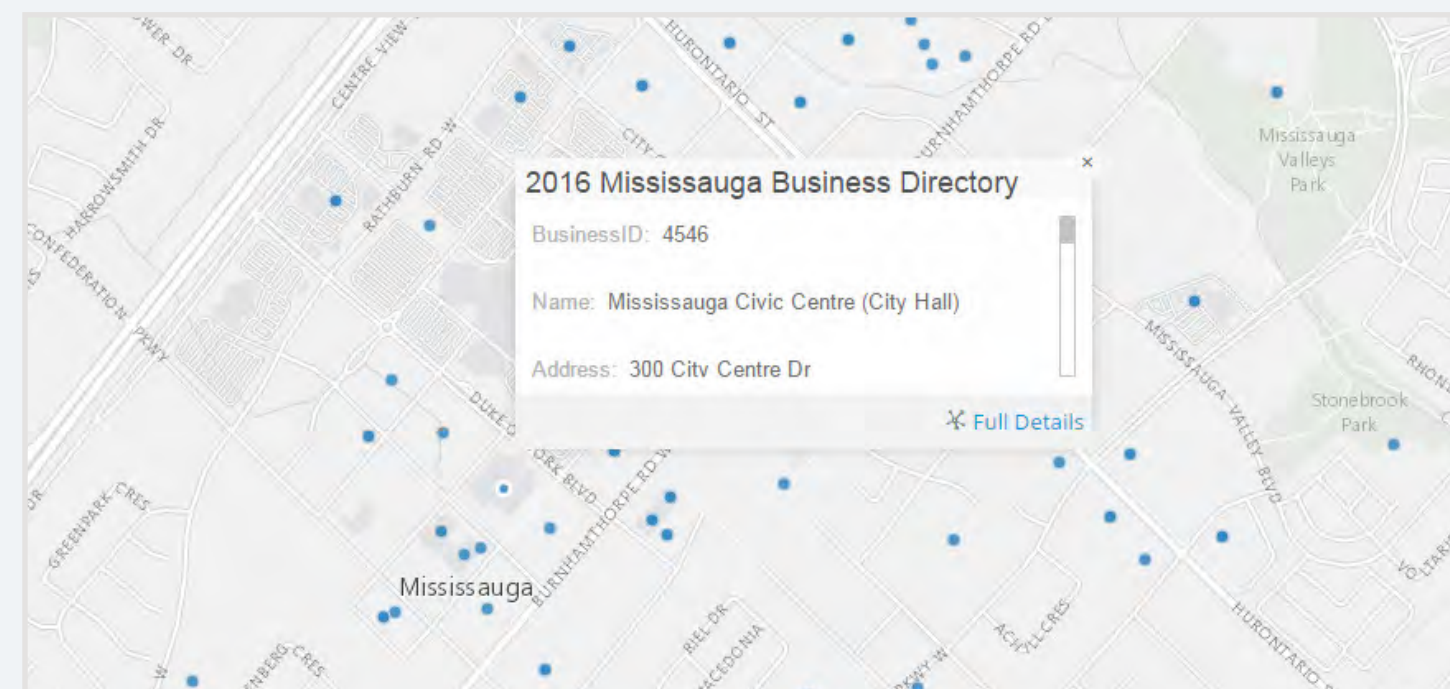 CENTRE VIEW
HURONTARIO ST
RATHBURN RD W
HARROWSMITH DR
CONFEDERATION PKWY
Mississauga
Valleys
Park
2016 Mississauga Business Directory
×
BusinessID: 4546
Name: Mississauga Civic Centre (City Hall)
Address: 300 City Centre Dr
Full Details
MISSISSAUGA VALLEY BLVD
Stonebrook
Park
BURNHAMTHORPE RD W
GREENPARK CRES
Mississauga
RIEL DR
MACEDONIA
HURONTARIO
CRES
PKWY W